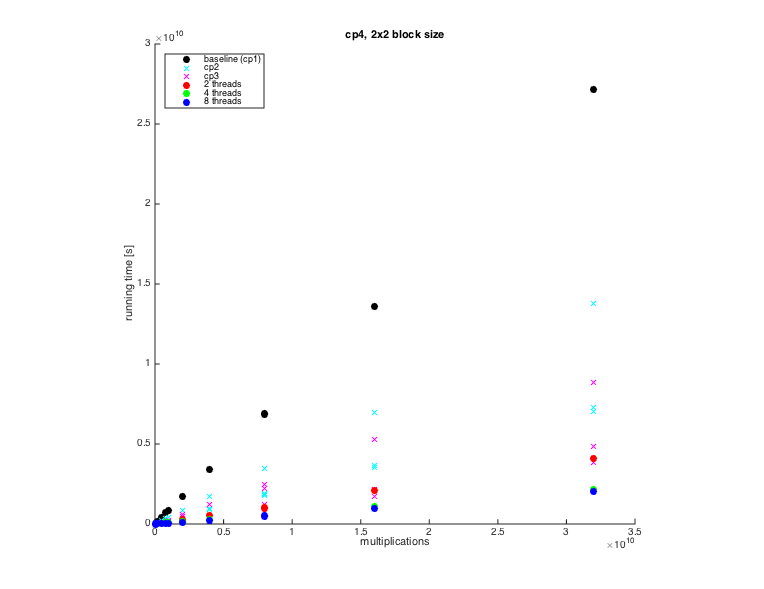 cp4, 2x2 block size
×10^10
3
baseline (cp1)
cp2
cp3
2 threads
4 threads
8 threads
2.5
2
1.5
running time [s]
1
0.5
0
0 0.5 1 1.5 2 2.5 3 3.5
multiplications
×10^10